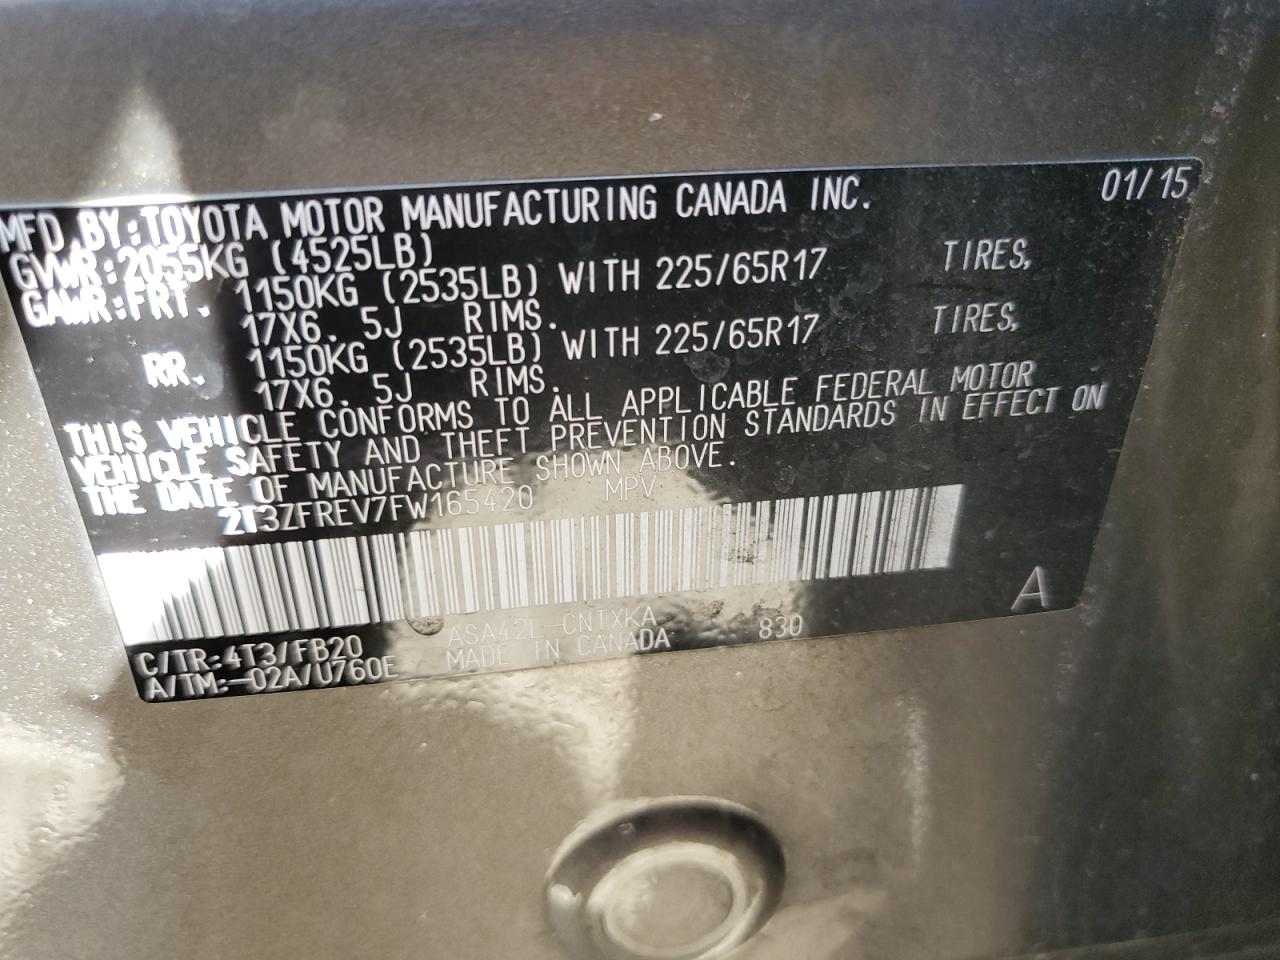 MFD.BY:TOYOTA MOTOR MANUFACTURING CANADA INC. 01/15
GVWR:2055KG (4525LB)
GAWR:FRT. 1150KG (2535LB) WITH 225/65R17 TIRES,
17X6. 5J RIMS.
RR. 1150KG (2535LB) WITH 225/65R17 TIRES,
17X6. 5J RIMS.
THIS VEHICLE CONFORMS TO ALL APPLICABLE FEDERAL MOTOR
VEHICLE SAFETY AND THEFT PREVENTION STANDARDS IN EFFECT ON
THE DATE OF MANUFACTURE SHOWN ABOVE.
2T3ZFREV7FW165420 MPV
A
C/TR:4T3/FB20 ASA42L-CNTXKA 830
A/TM:-02A/U760E MADE IN CANADA